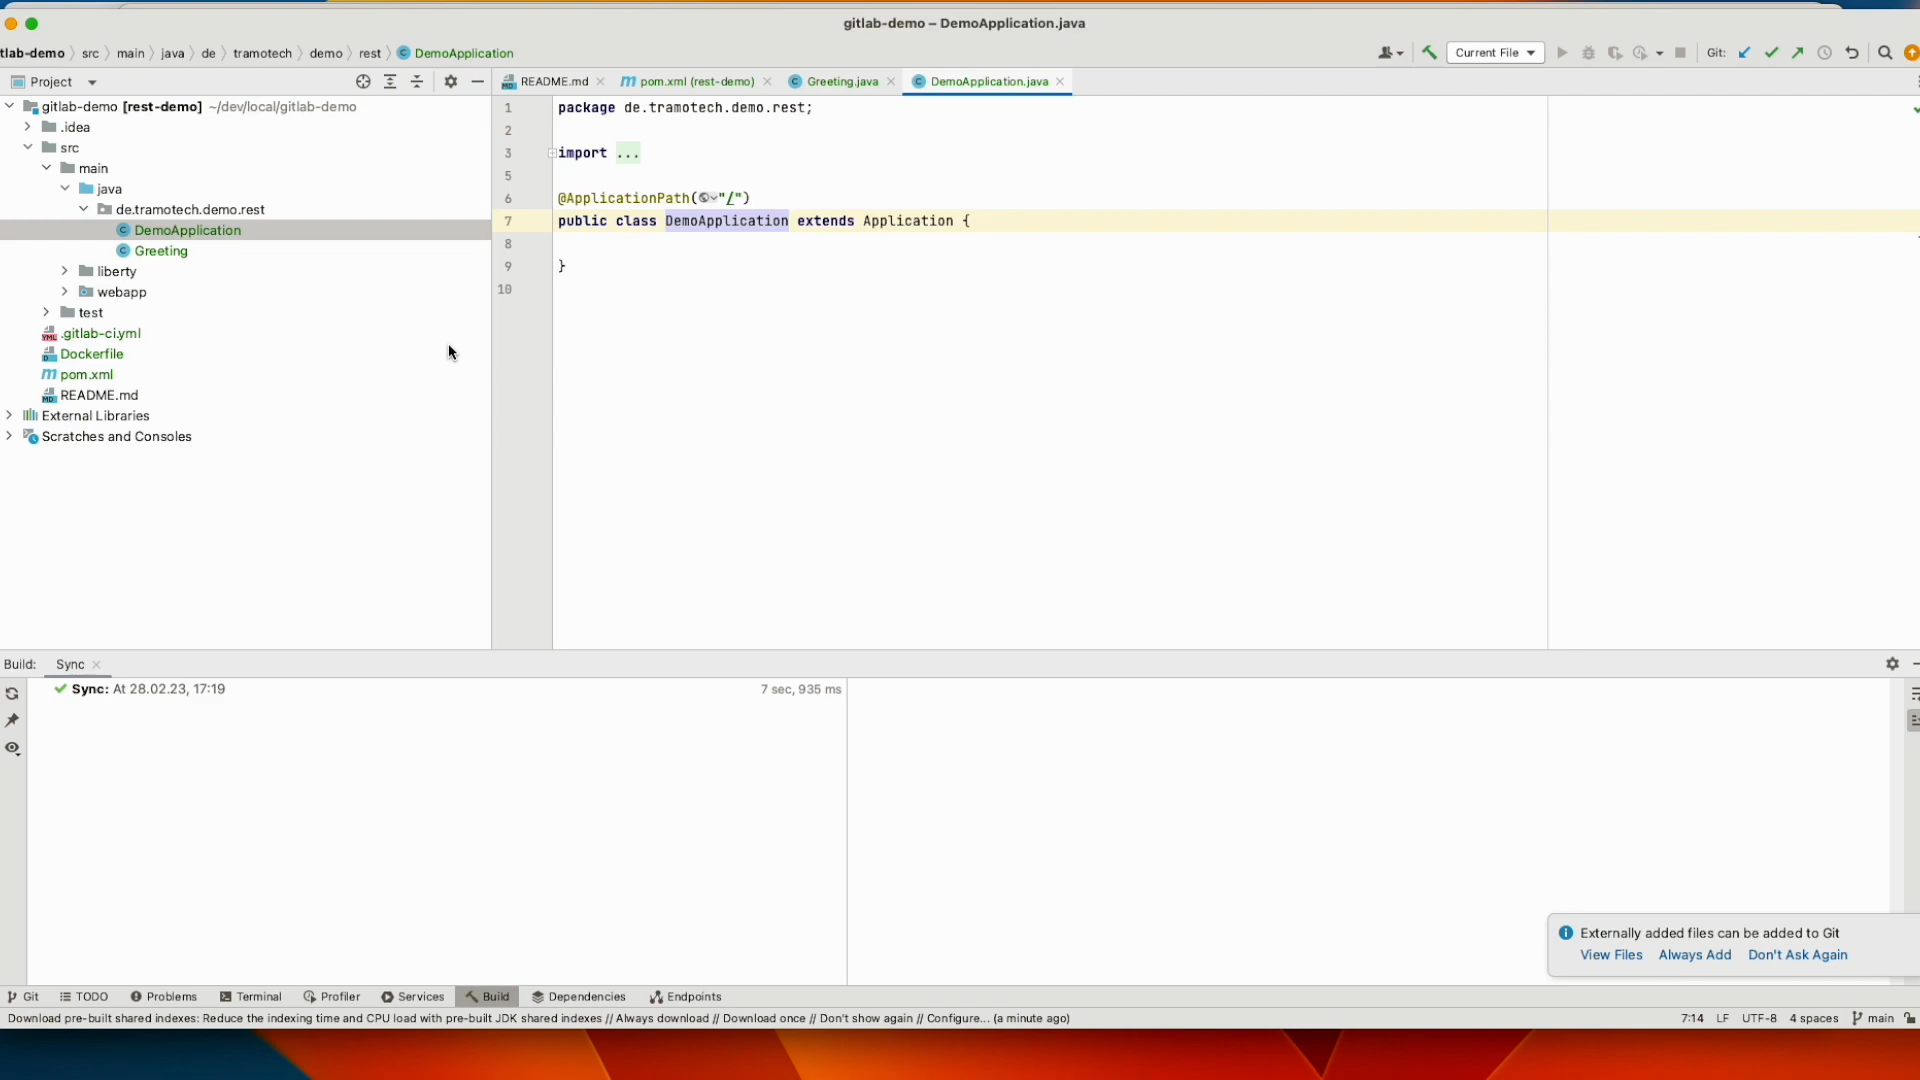 gitlab-demo – DemoApplication.java
tlab-demo src main java de tramotech demo rest DemoApplication
Current File Git:
Project
README.md pom.xml (rest-demo) Greeting.java DemoApplication.java
gitlab-demo [rest-demo] ~/dev/local/gitlab-demo
.idea
src
main
java
de.tramotech.demo.rest
DemoApplication
Greeting
liberty
webapp
test
.gitlab-ci.yml
Dockerfile
pom.xml
README.md
External Libraries
Scratches and Consoles
1 package de.tramotech.demo.rest;
2
3 import ...
5
6 @ApplicationPath("/")
7 public class DemoApplication extends Application {
8
9 }
10
Build: Sync
Sync: At 28.02.23, 17:19 7 sec, 935 ms
Externally added files can be added to Git
View Files Always Add Don't Ask Again
Git TODO Problems Terminal Profiler Services Build Dependencies Endpoints
Download pre-built shared indexes: Reduce the indexing time and CPU load with pre-built JDK shared indexes // Always download // Download once // Don't show again // Configure... (a minute ago) 7:14 LF UTF-8 4 spaces main